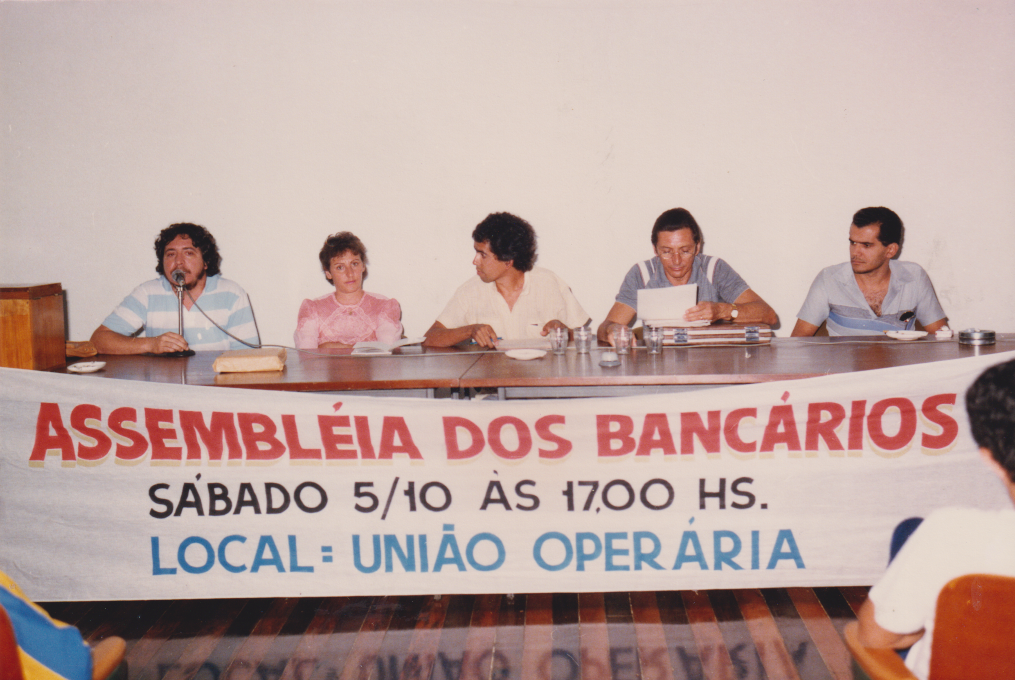 ASSEMBLÉIA DOS BANCÁRIOS
SÁBADO 5/10 ÀS 17,00 HS.
LOCAL: UNIÃO OPERÁRIA